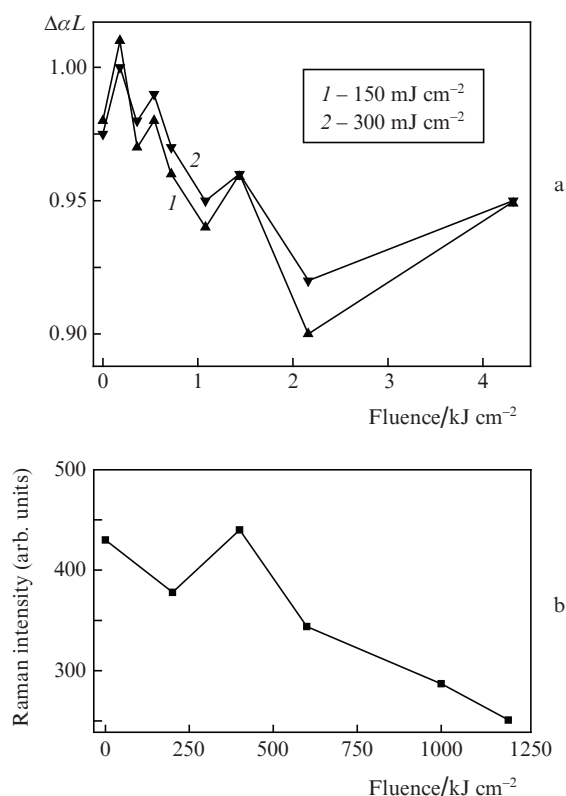 ΔαL
1.00
0.95
0.90
1 – 150 mJ cm⁻²
2 – 300 mJ cm⁻²
2
1
a
0 1 2 3 4
Fluence/kJ cm⁻²
Raman intensity (arb. units)
500
400
300
b
0 250 500 750 1000 1250
Fluence/kJ cm⁻²